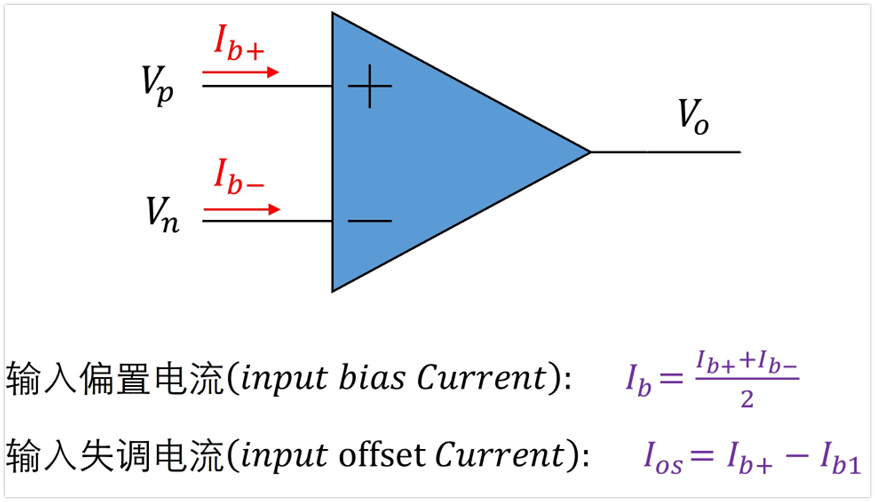 I_{b+}
V_p
+
V_o
I_{b−}
V_n
−
输入偏置电流(input bias Current): I_b = \frac{I_{b+}+I_{b−}}{2}
输入失调电流(input offset Current): I_{os} = I_{b+} − I_{b1}